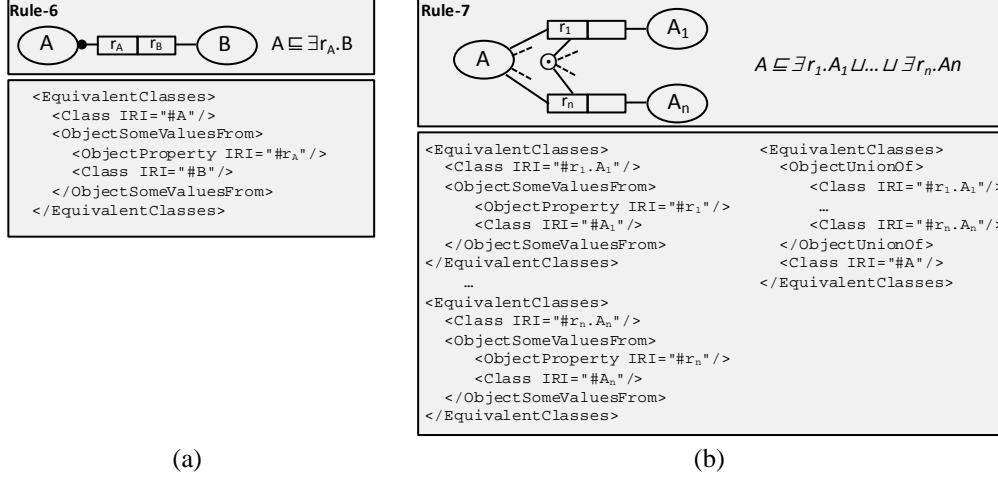 Rule-6
A r_A r_B B A ⊑ ∃r_A.B
<EquivalentClasses>
<Class IRI="#A"/>
<ObjectSomeValuesFrom>
<ObjectProperty IRI="#r_A"/>
<Class IRI="#B"/>
</ObjectSomeValuesFrom>
</EquivalentClasses>
(a)
Rule-7
r_1 A_1
A
A ⊑ ∃r_1.A_1 ⊔... ⊔ ∃r_n.An
r_n A_n
<EquivalentClasses>
<Class IRI="#r_1.A_1"/>
<ObjectSomeValuesFrom>
<ObjectProperty IRI="#r_1"/>
<Class IRI="#A_1"/>
</ObjectSomeValuesFrom>
</EquivalentClasses>
…
<EquivalentClasses>
<Class IRI="#r_n.A_n"/>
<ObjectSomeValuesFrom>
<ObjectProperty IRI="#r_n"/>
<Class IRI="#A_n"/>
</ObjectSomeValuesFrom>
</EquivalentClasses>
<EquivalentClasses>
<ObjectUnionOf>
<Class IRI="#r_1.A_1"/>
…
<Class IRI="#r_n.A_n"/>
</ObjectUnionOf>
<Class IRI="#A"/>
</EquivalentClasses>
(b)